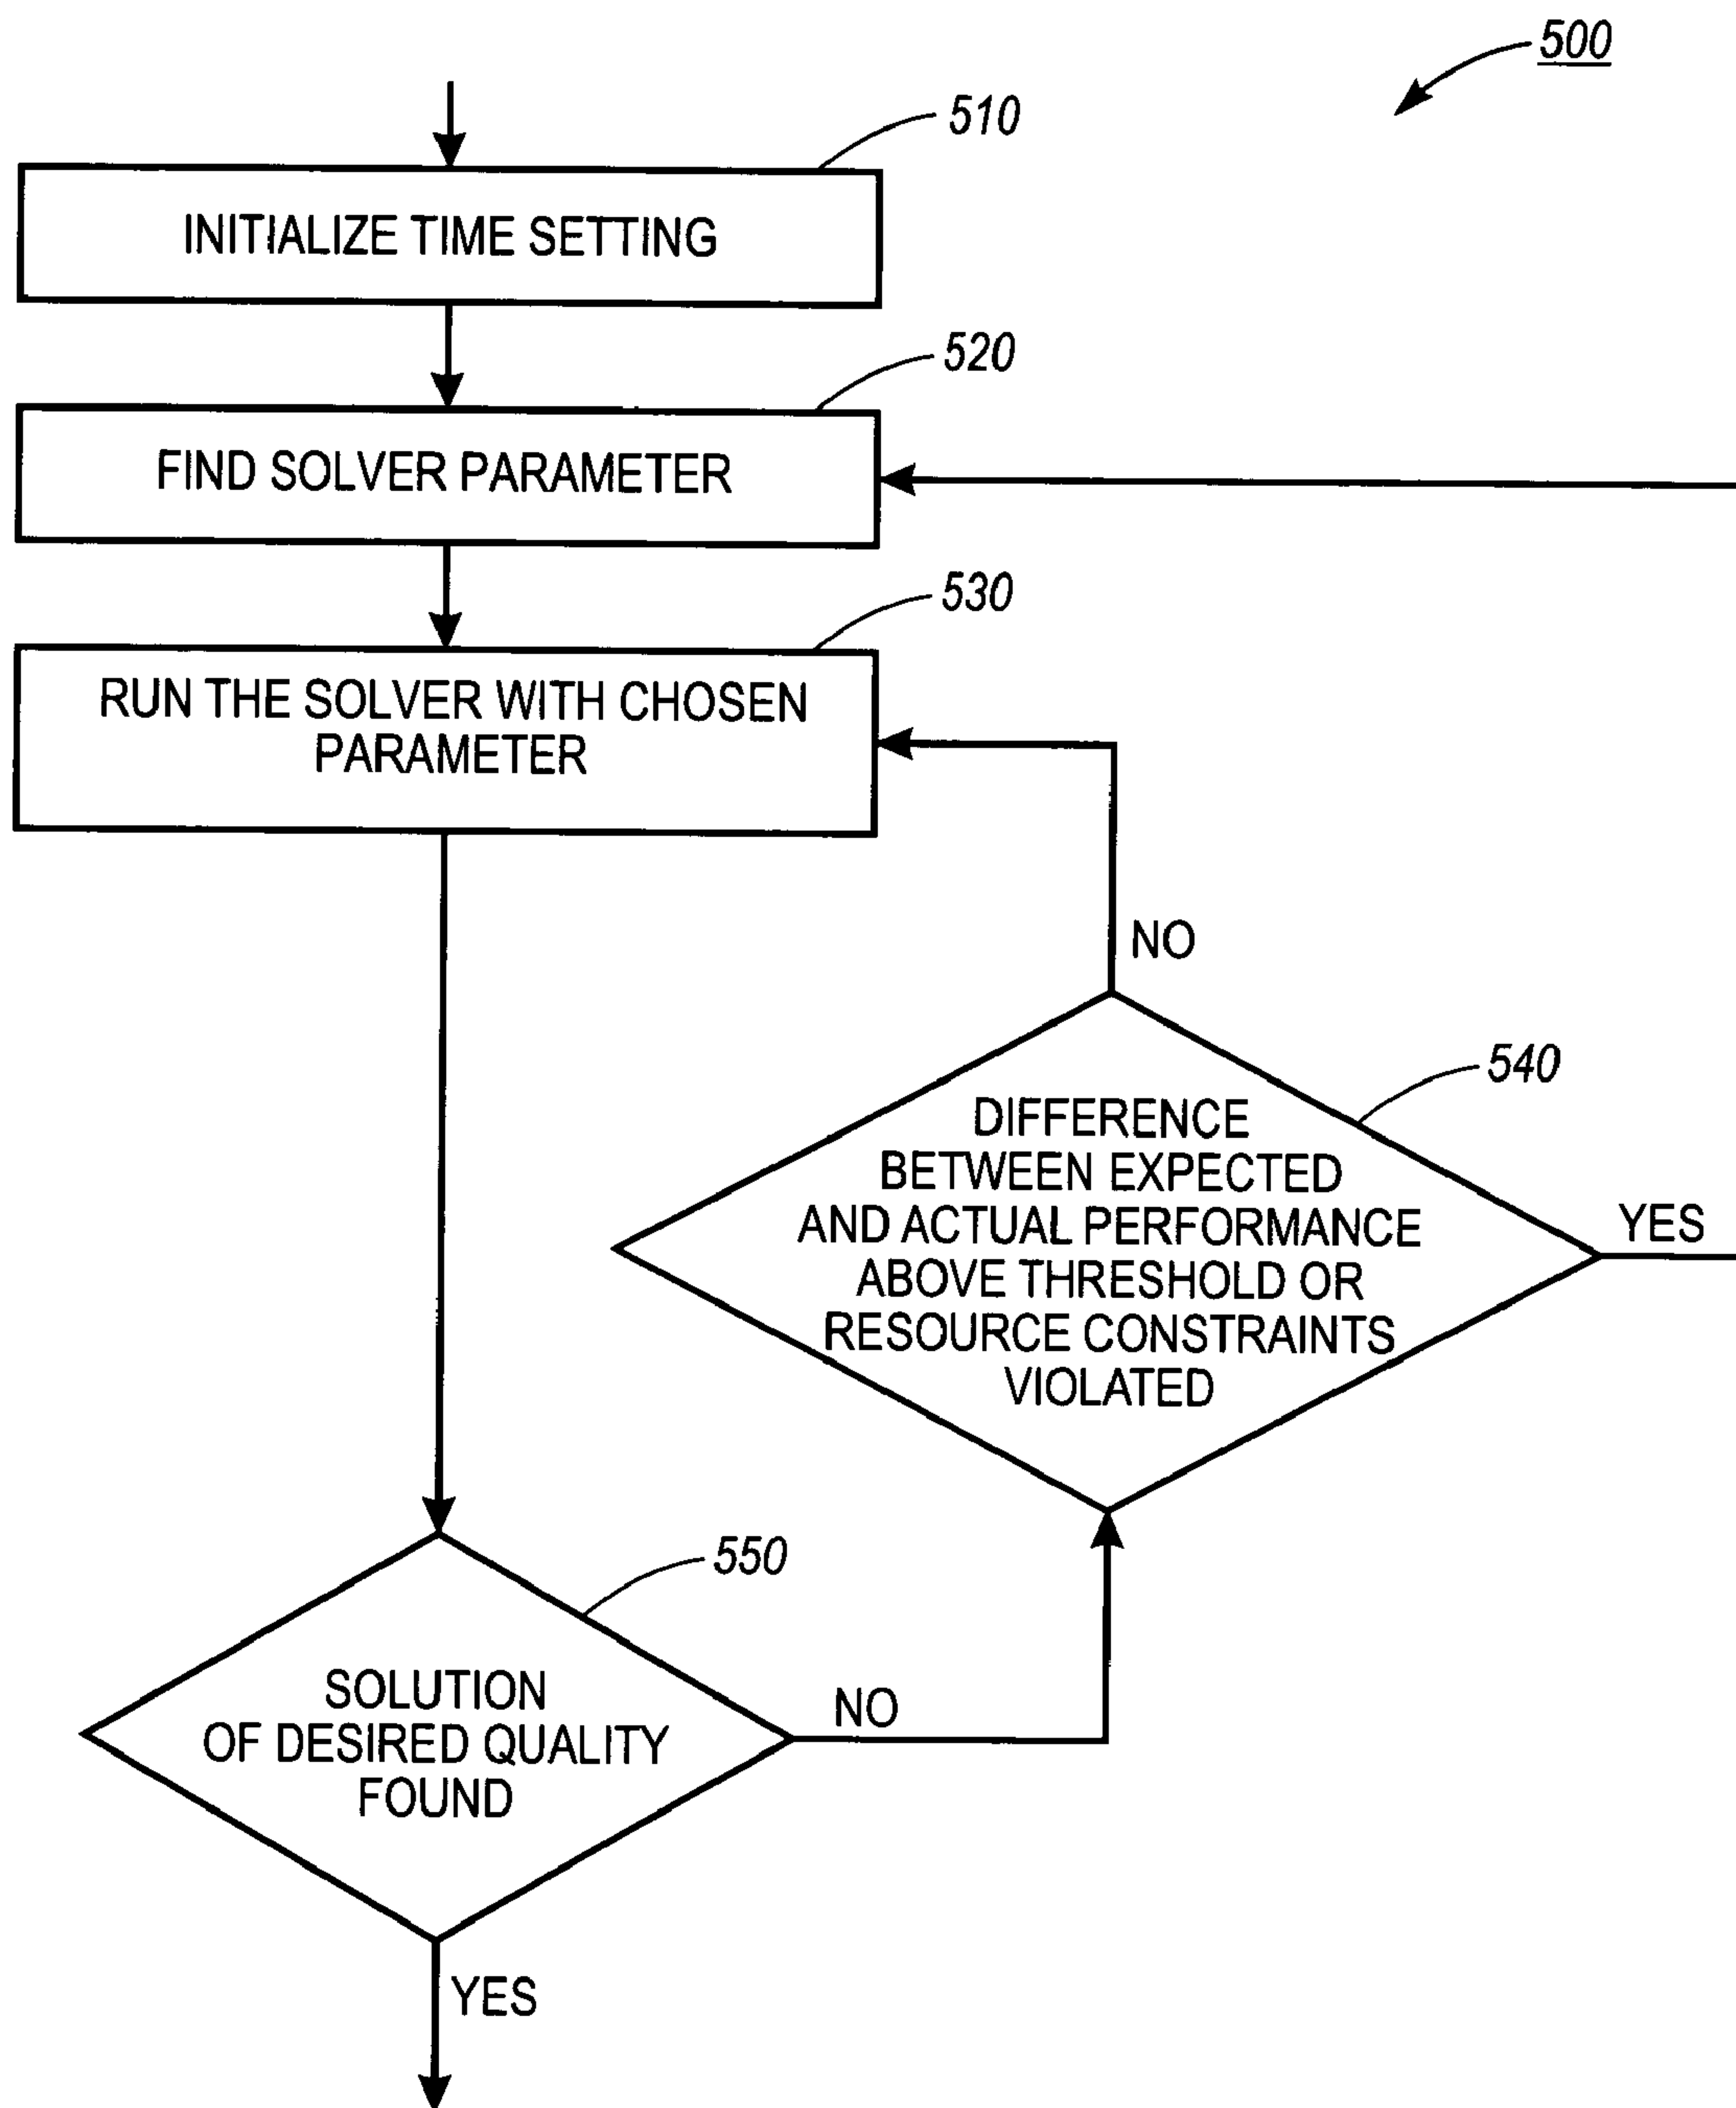 500
510
INITIALIZE TIME SETTING
520
FIND SOLVER PARAMETER
530
RUN THE SOLVER WITH CHOSEN
PARAMETER
NO
540
DIFFERENCE
BETWEEN EXPECTED
AND ACTUAL PERFORMANCE
ABOVE THRESHOLD OR
RESOURCE CONSTRAINTS
VIOLATED
YES
550
SOLUTION
OF DESIRED QUALITY
FOUND
NO
YES